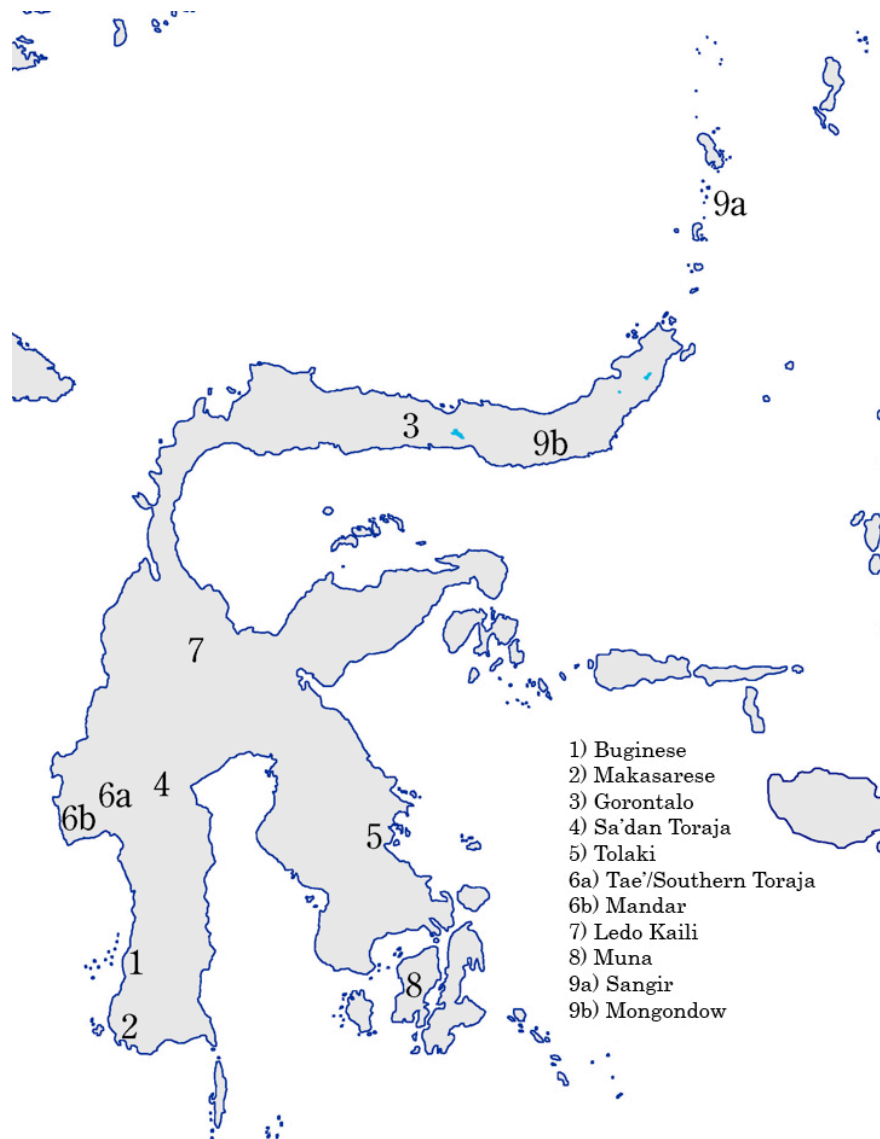 9a
3
9b
7
6a 4
6b
5
1
8
2
1) Buginese
2) Makasarese
3) Gorontalo
4) Sa'dan Toraja
5) Tolaki
6a) Tae'/Southern Toraja
6b) Mandar
7) Ledo Kaili
8) Muna
9a) Sangir
9b) Mongondow